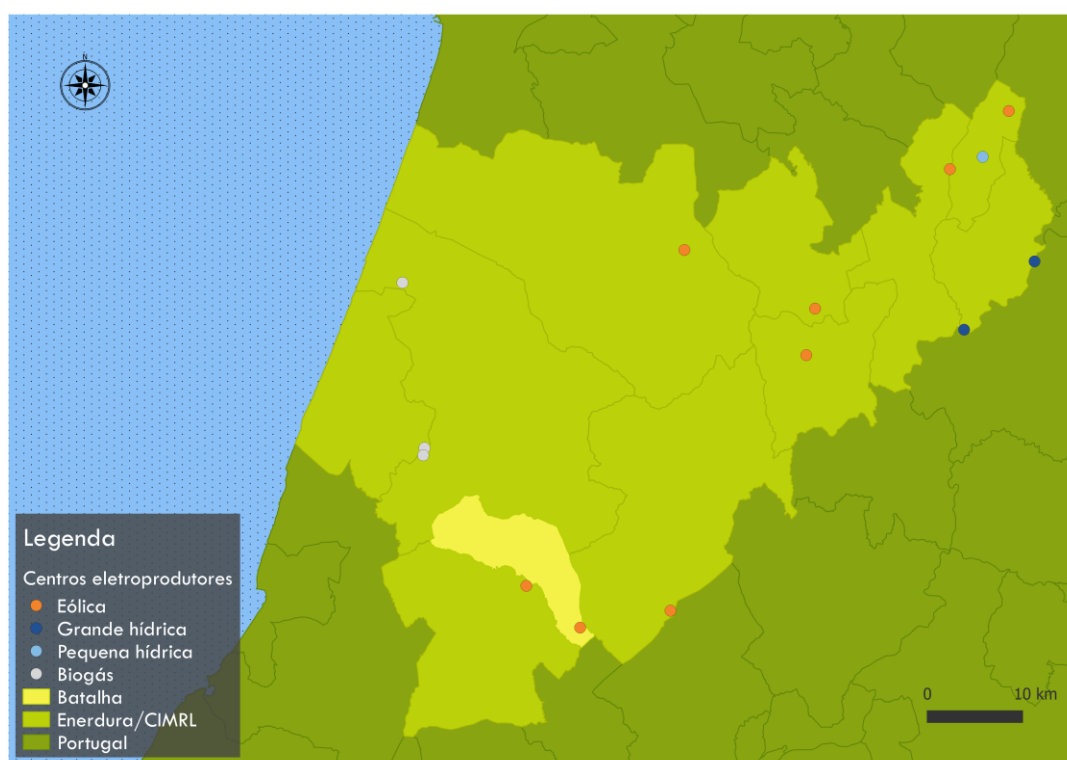 N
Legenda
Centros eletroprodutores
Eólica
Grande hídrica
Pequena hídrica
Biogás
Batalha
Enerdura/CIMRL
Portugal
0 10 km